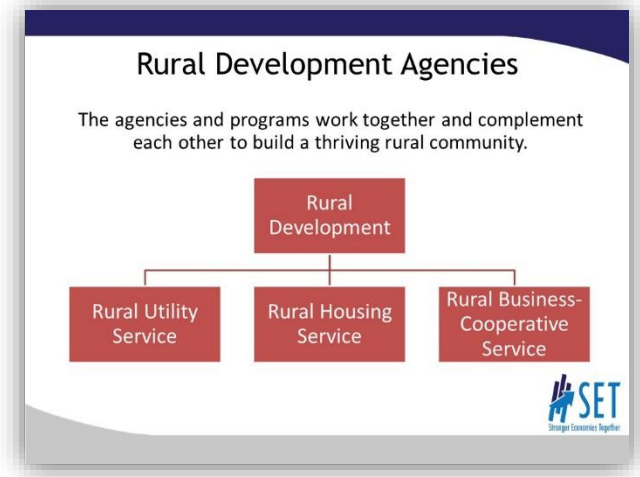 Rural Development Agencies
The agencies and programs work together and complement
each other to build a thriving rural community.
Rural
Development
Rural Utility
Service
Rural Housing
Service
Rural Business-
Cooperative
Service
SET
Stronger Economies Together